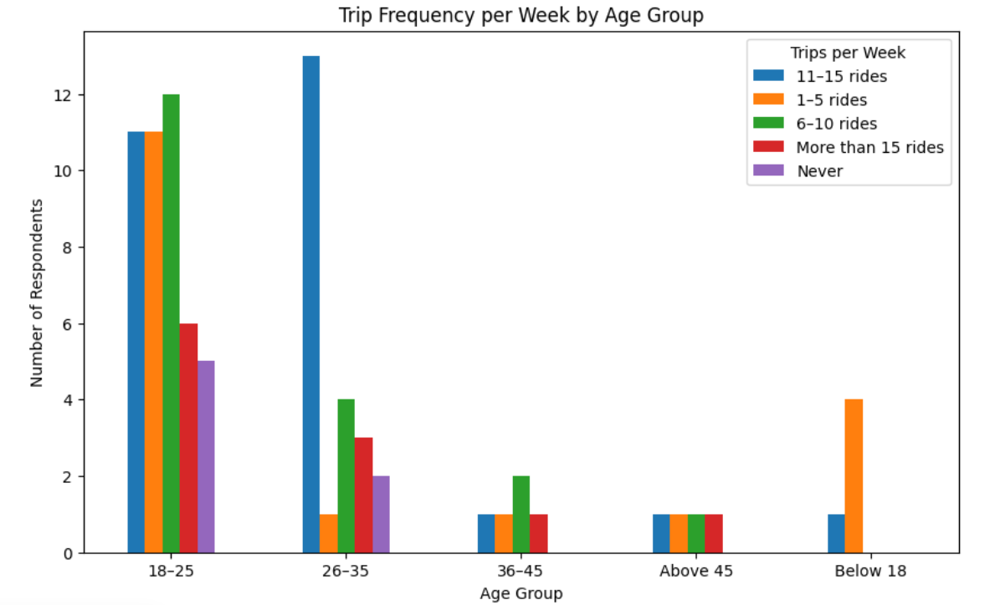 Trip Frequency per Week by Age Group
Trips per Week
11–15 rides
1–5 rides
6–10 rides
More than 15 rides
Never
Number of Respondents
12
10
8
6
4
2
0
18–25
26–35
36–45
Above 45
Below 18
Age Group